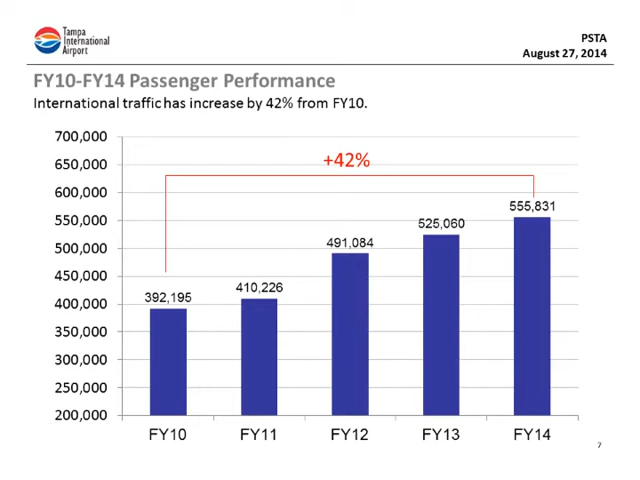 Tampa
International
Airport
PSTA
August 27, 2014
FY10-FY14 Passenger Performance
International traffic has increase by 42% from FY10.
700,000
650,000
600,000
550,000
500,000
450,000
400,000
350,000
300,000
250,000
200,000
+42%
392,195
410,226
491,084
525,060
555,831
FY10 FY11 FY12 FY13 FY14
7